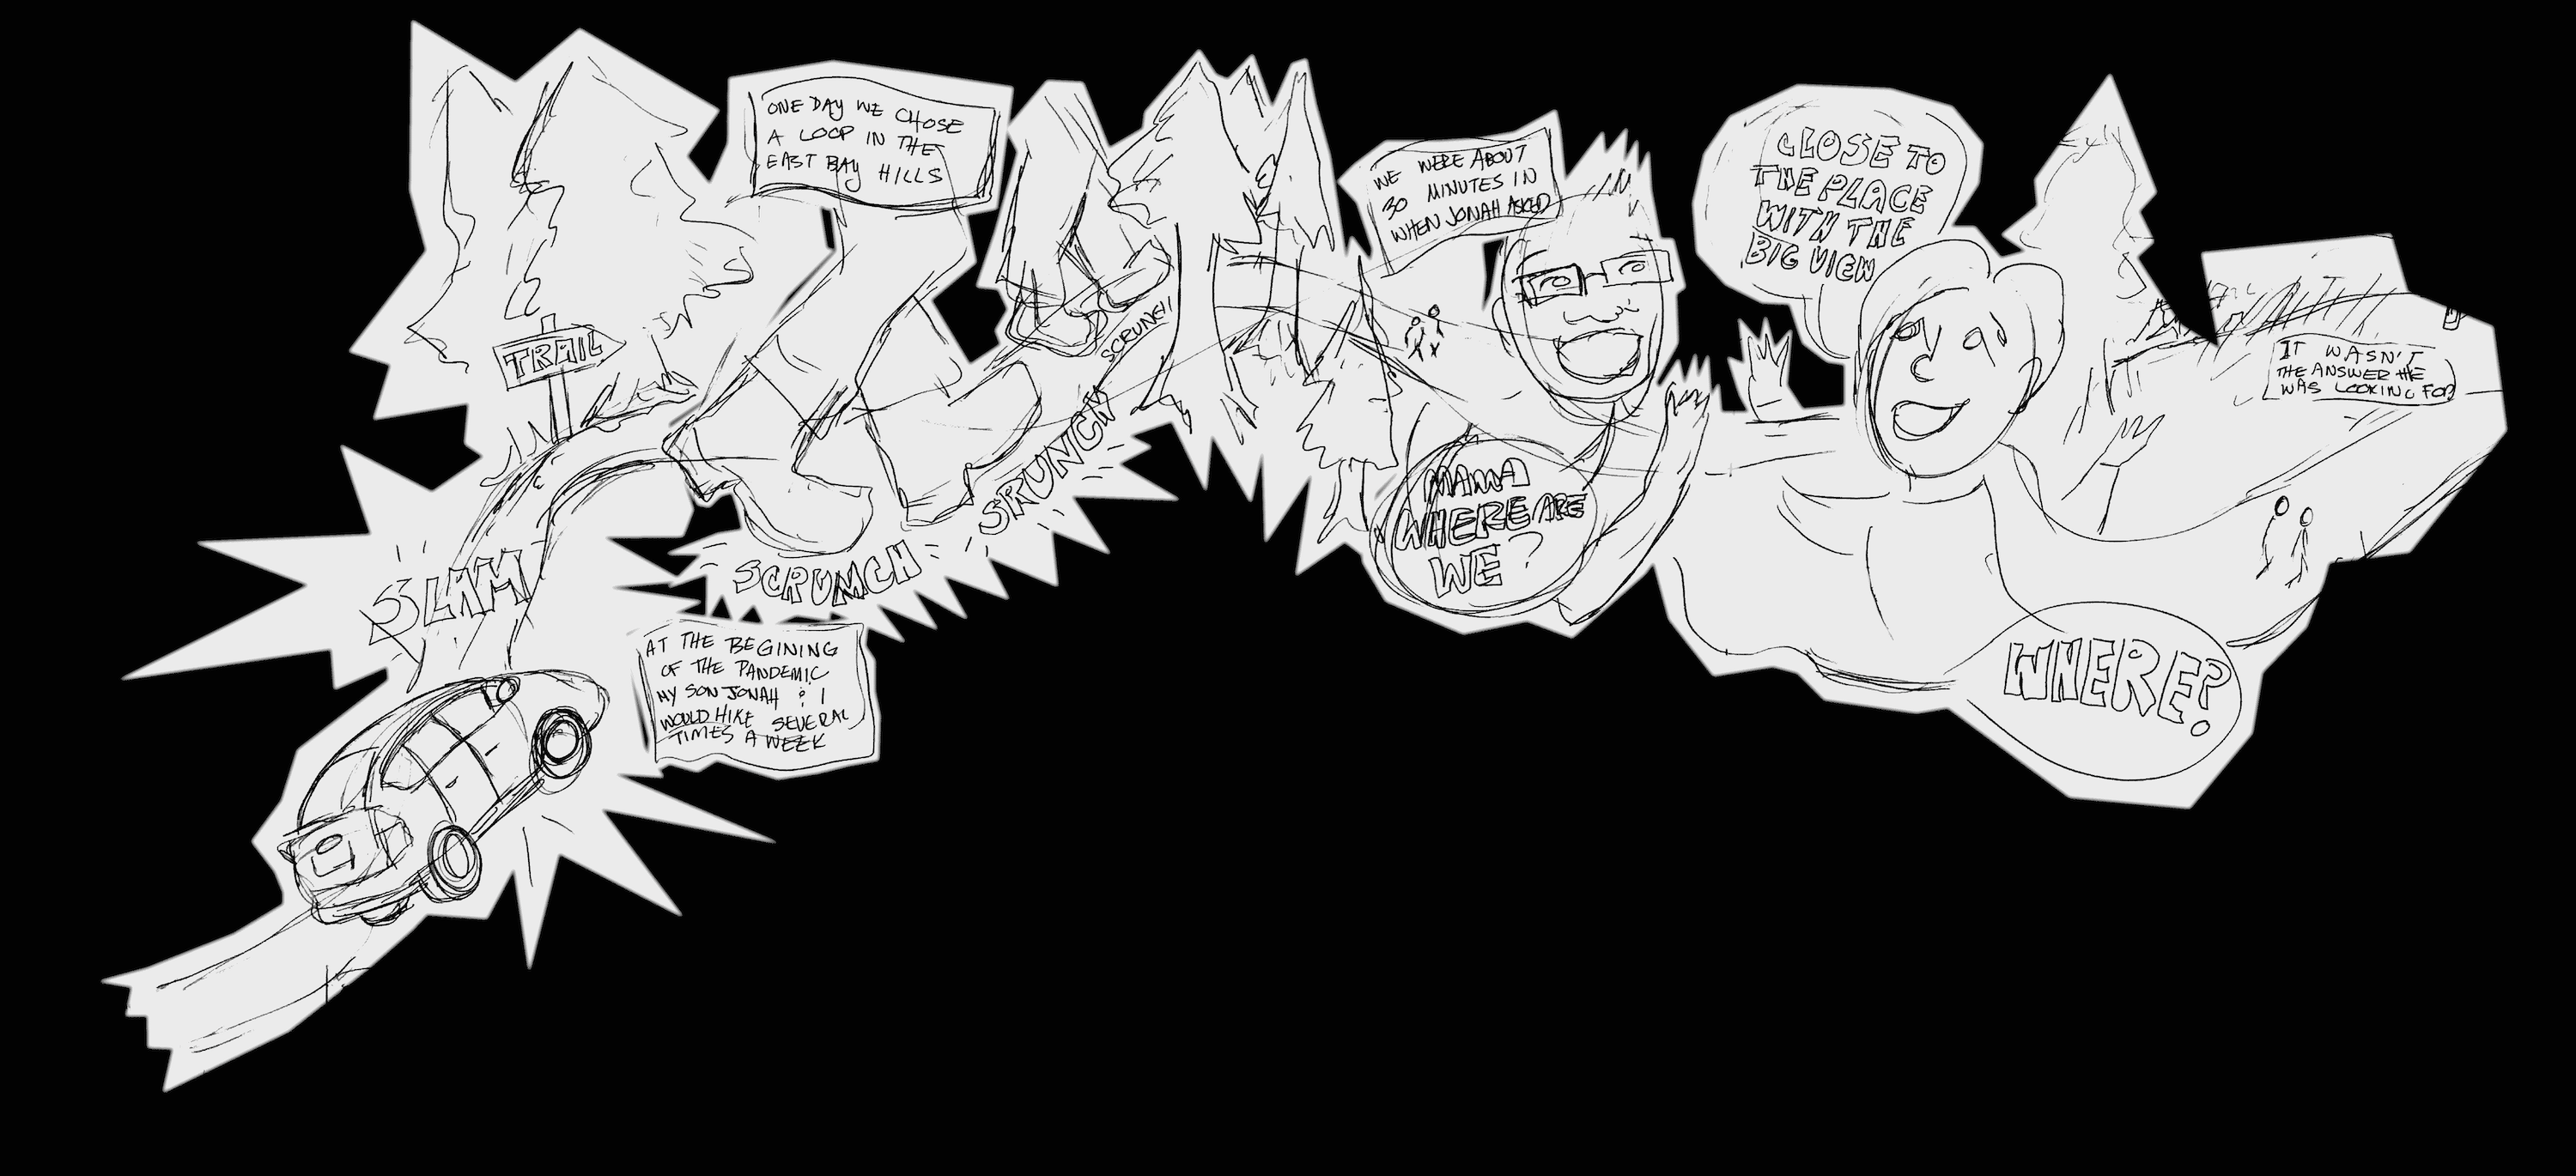 SLAM
AT THE BEGINING
OF THE PANDEMIC
MY SON JONAH & I
WOULD HIKE SEVERAL
TIMES A WEEK
TRAIL
ONE DAY WE CHOSE
A LOOP IN THE
EAST BAY HILLS
SCRUNCH
SRUNCH
WE WERE ABOUT
30 MINUTES IN
WHEN JONAH ASKED
MAMA
WHERE ARE
WE?
CLOSE TO
THE PLACE
WITH THE
BIG VIEW
IT WASN'T
THE ANSWER HE
WAS LOOKING FOR
WHERE?